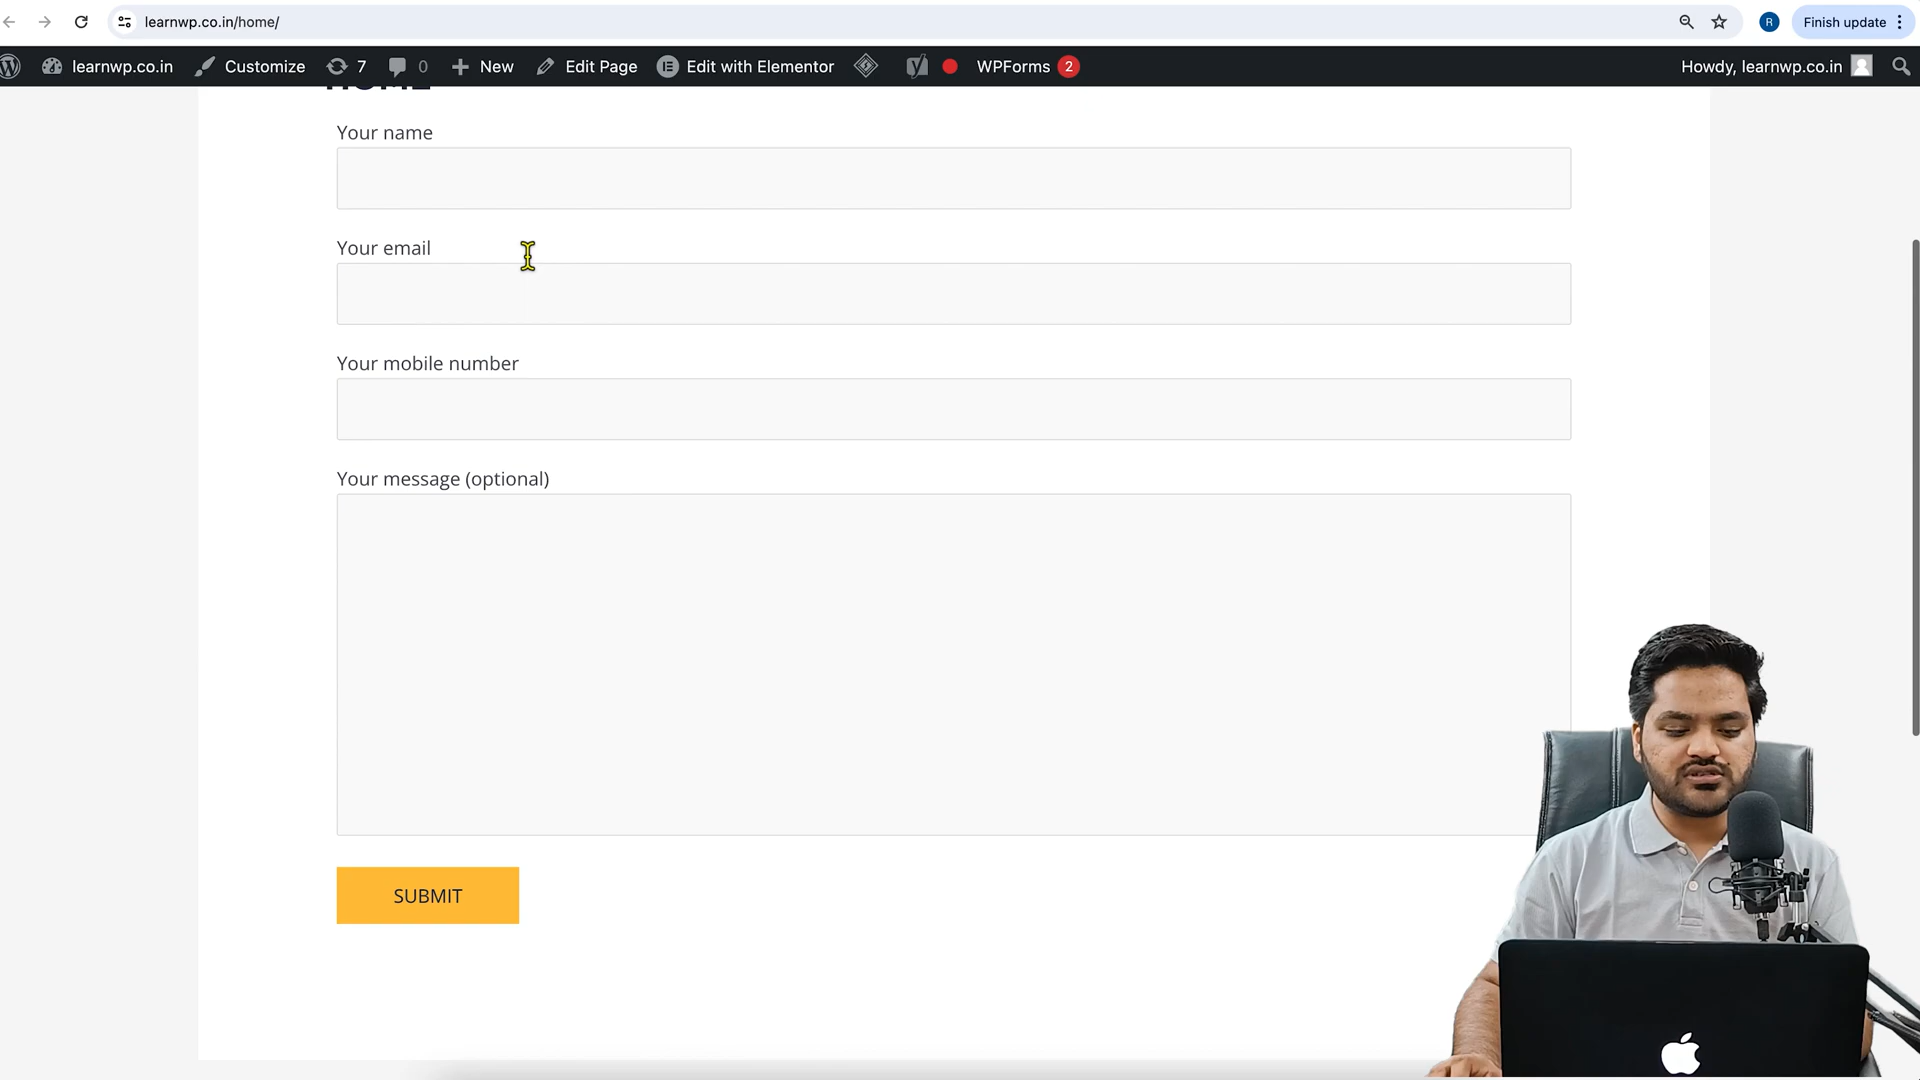 learnwp.co.in/home/
R
Finish update
learnwp.co.in
Customize
7
0
New
Edit Page
Edit with Elementor
WPForms 2
Howdy, learnwp.co.in
HOME
Your name
Your email
Your mobile number
Your message (optional)
SUBMIT